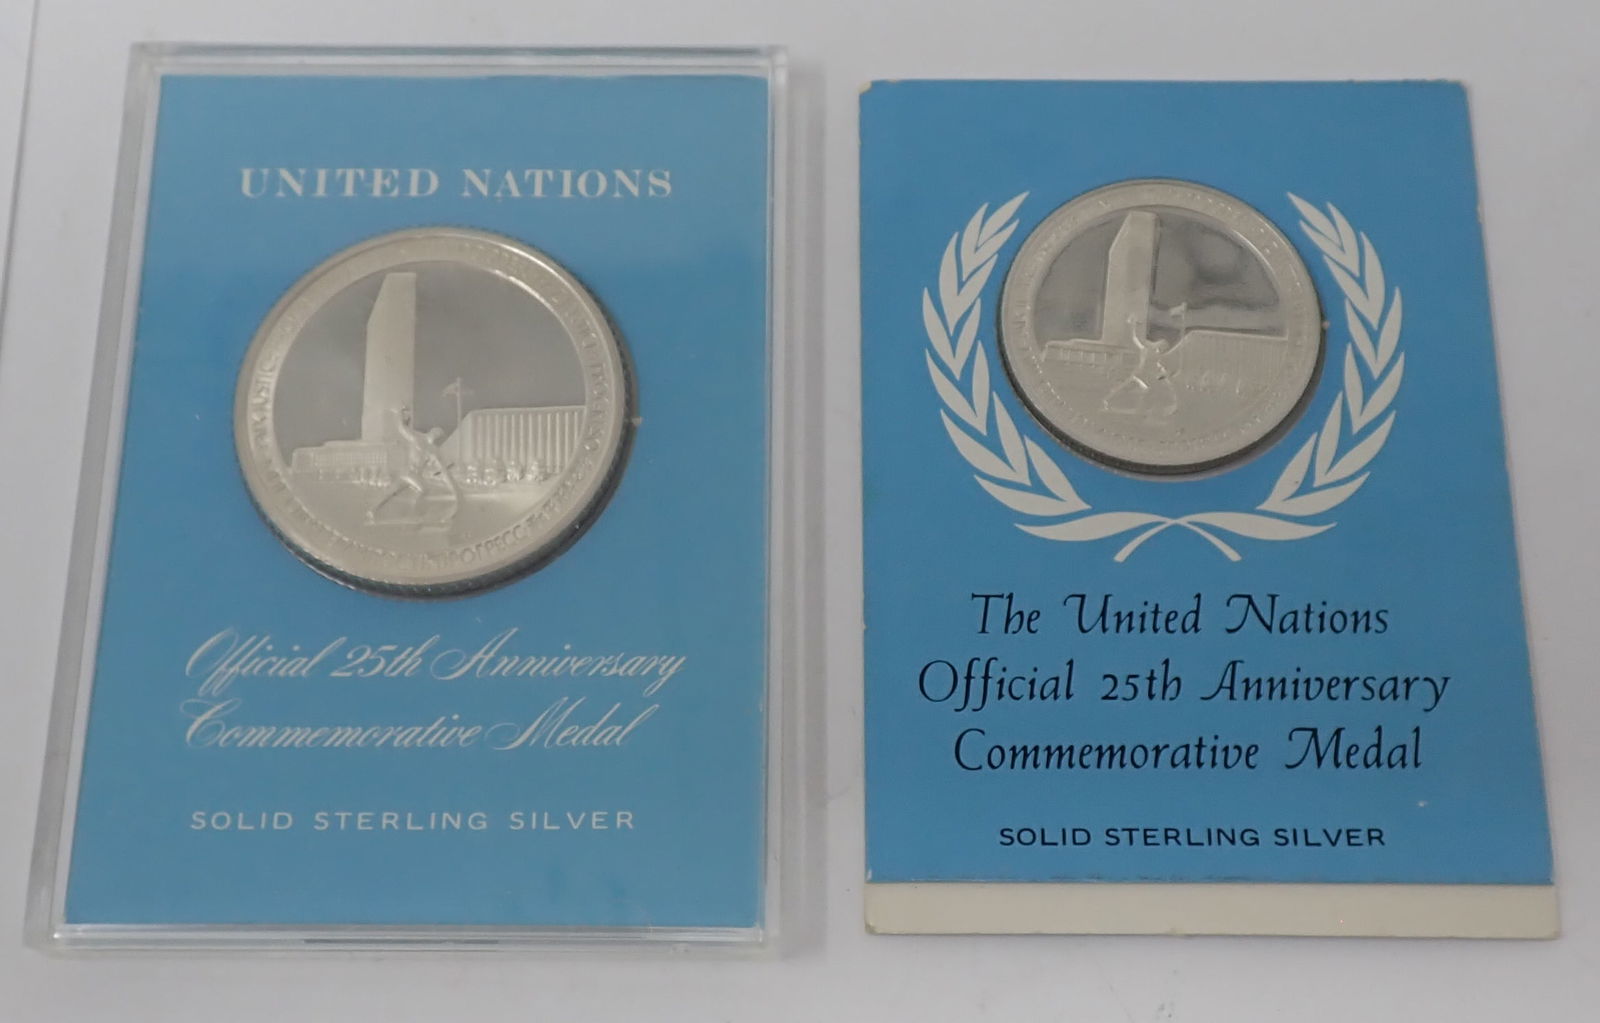 UNITED NATIONS
Official 25th Anniversary
Commemorative Medal
SOLID STERLING SILVER
The United Nations
Official 25th Anniversary
Commemorative Medal
SOLID STERLING SILVER